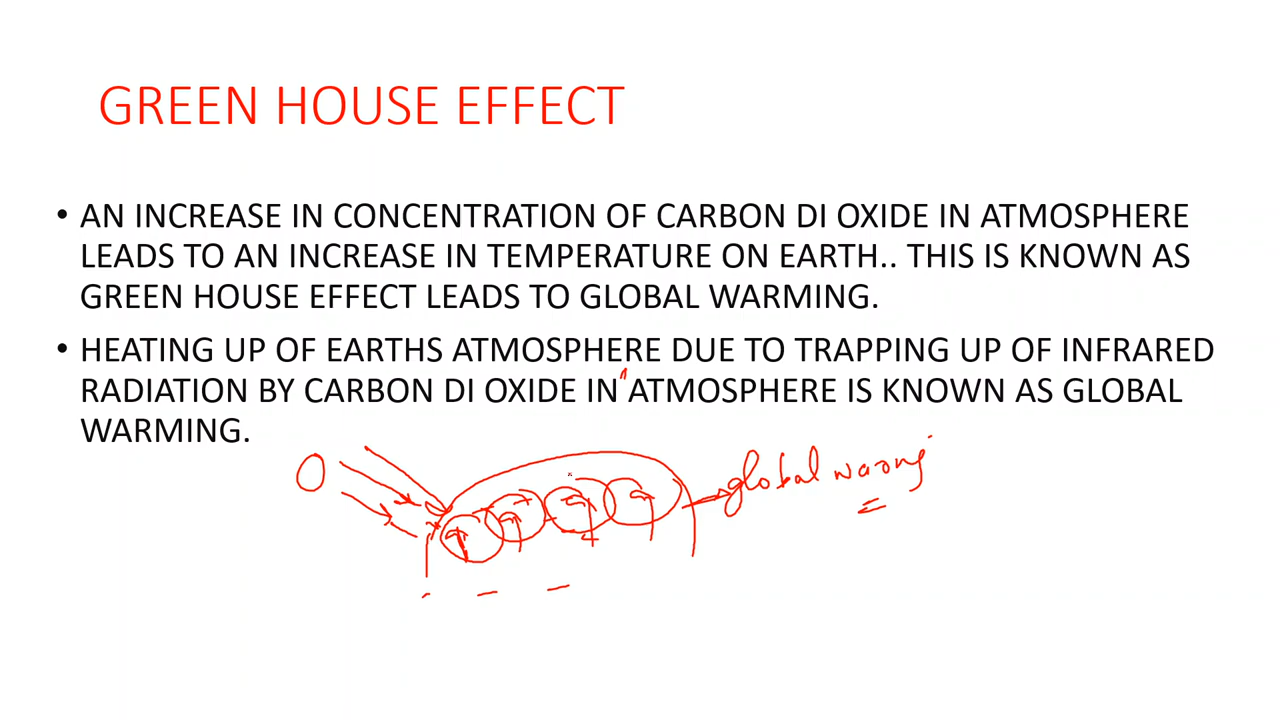 GREEN HOUSE EFFECT
• AN INCREASE IN CONCENTRATION OF CARBON DI OXIDE IN ATMOSPHERE
LEADS TO AN INCREASE IN TEMPERATURE ON EARTH.. THIS IS KNOWN AS
GREEN HOUSE EFFECT LEADS TO GLOBAL WARMING.
• HEATING UP OF EARTHS ATMOSPHERE DUE TO TRAPPING UP OF INFRARED
RADIATION BY CARBON DI OXIDE IN ATMOSPHERE IS KNOWN AS GLOBAL
WARMING.
global